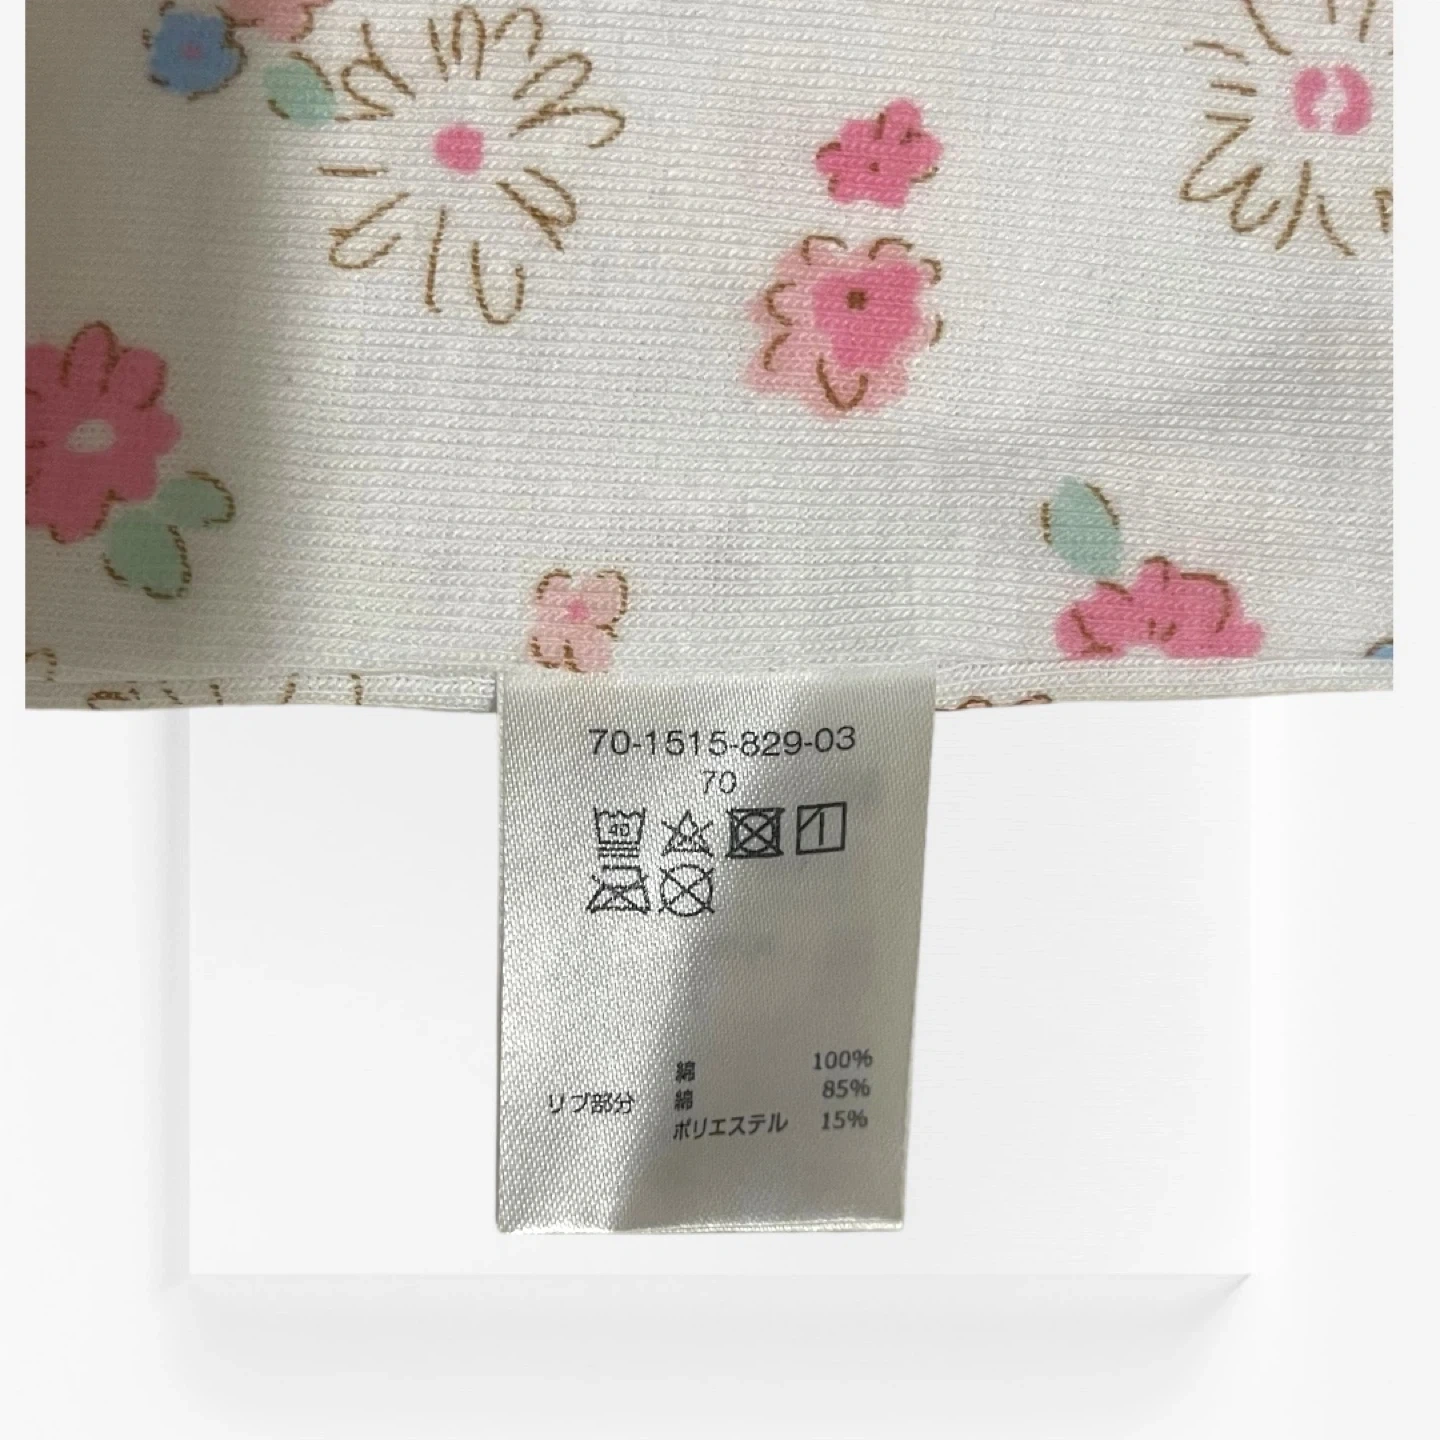 70-1515-829-03
70
40
綿 100%
リブ部分 綿 85%
ポリエステル 15%